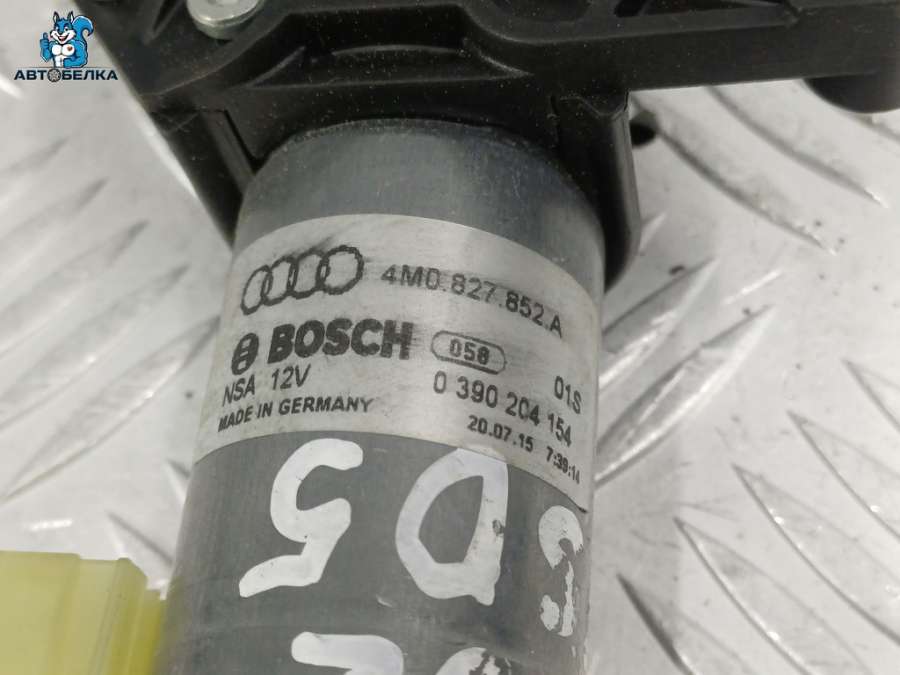 АВТОБЕЛКА
4M0.827.852.A
BOSCH 058 01S
NSA 12V 0 390 204 154
MADE IN GERMANY 20.07.15 7:39:14
D5